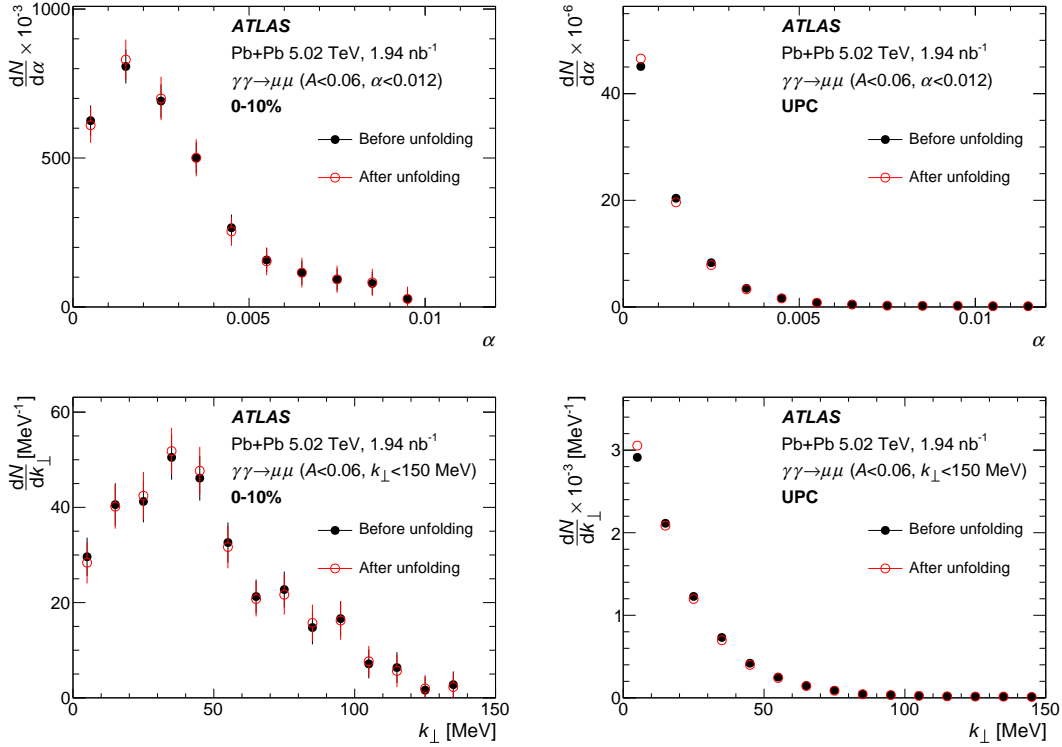 dN/dα × 10⁻³
1000
500
0
0
0.005
0.01
α
ATLAS
Pb+Pb 5.02 TeV, 1.94 nb⁻¹
γγ→μμ (A<0.06, α<0.012)
0-10%
Before unfolding
After unfolding
dN/dα × 10⁻⁶
40
20
0
0
0.005
0.01
α
ATLAS
Pb+Pb 5.02 TeV, 1.94 nb⁻¹
γγ→μμ (A<0.06, α<0.012)
UPC
Before unfolding
After unfolding
dN/dk⊥ [MeV⁻¹]
60
40
20
0
0
50
100
150
k⊥ [MeV]
ATLAS
Pb+Pb 5.02 TeV, 1.94 nb⁻¹
γγ→μμ (A<0.06, k⊥<150 MeV)
0-10%
Before unfolding
After unfolding
dN/dk⊥ × 10⁻³ [MeV⁻¹]
3
2
1
0
0
50
100
150
k⊥ [MeV]
ATLAS
Pb+Pb 5.02 TeV, 1.94 nb⁻¹
γγ→μμ (A<0.06, k⊥<150 MeV)
UPC
Before unfolding
After unfolding